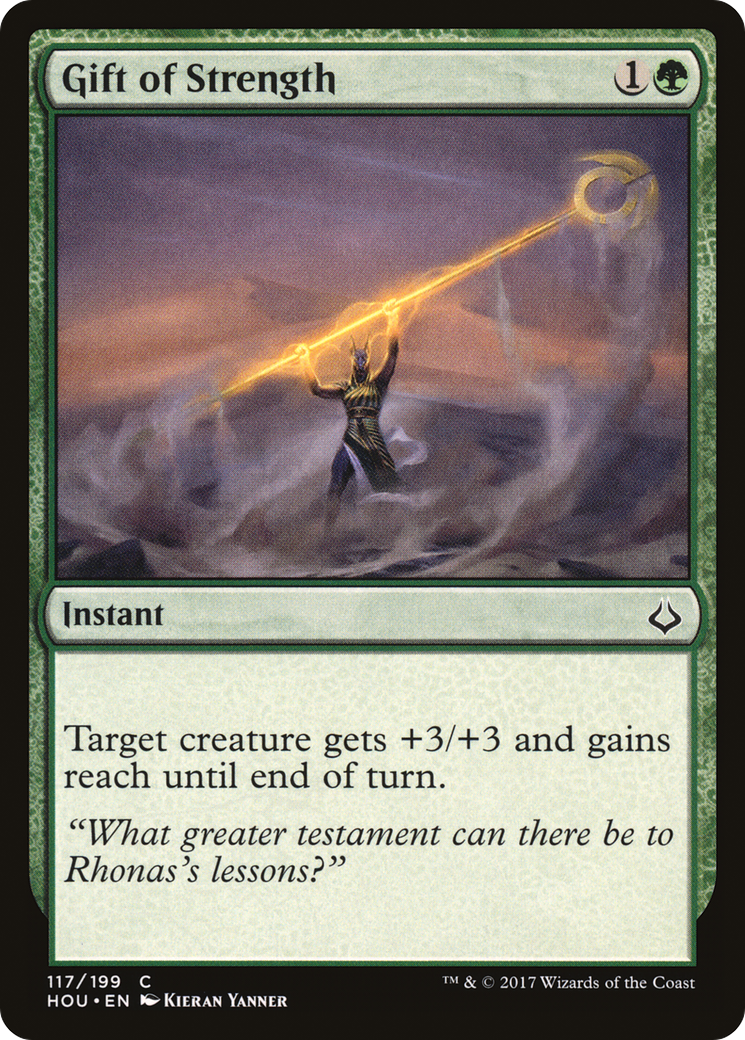 Gift of Strength 1
Instant
Target creature gets +3/+3 and gains
reach until end of turn.
“What greater testament can there be to
Rhonas’s lessons?”
117/199 C
HOU • EN Kieran Yanner
™ & © 2017 Wizards of the Coast